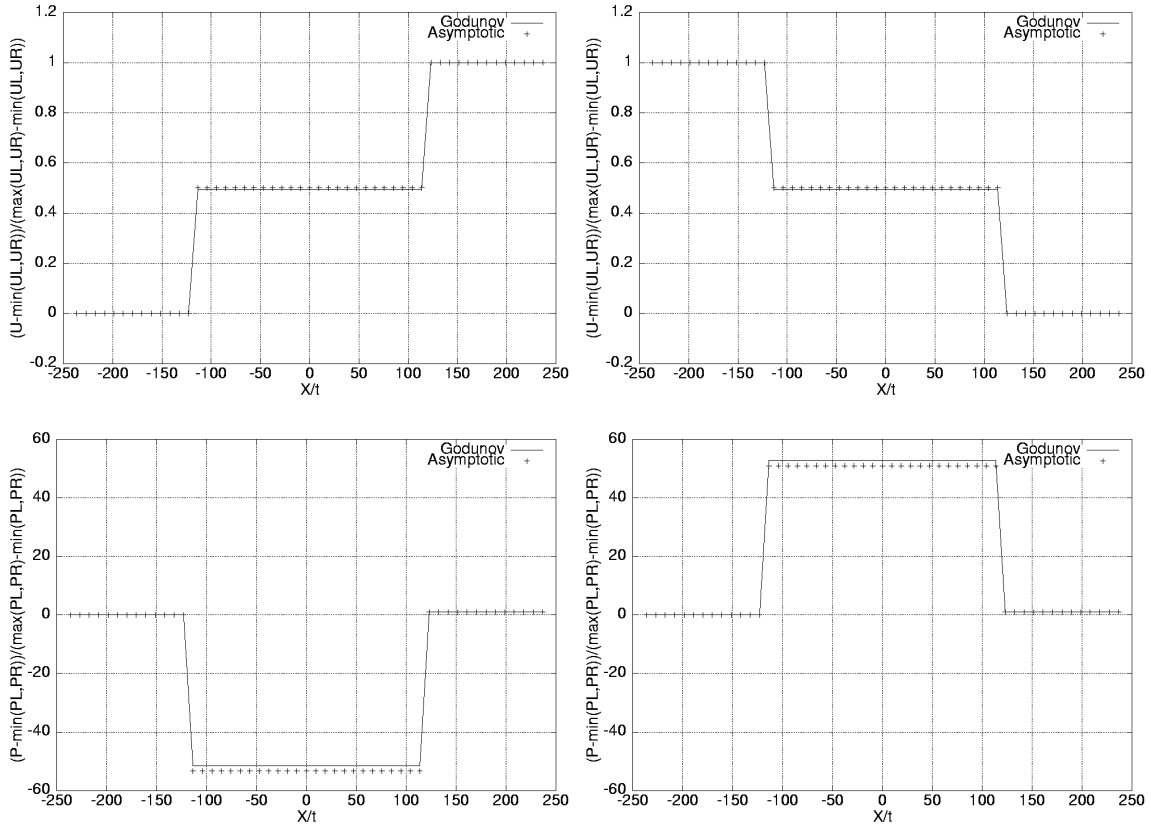 1.2
1
0.8
0.6
0.4
0.2
0
-0.2
-250 -200 -150 -100 -50 0 50 100 150 200 250
X/t
(U-min(UL,UR))/(max(UL,UR)-min(UL,UR))
Godunov
Asymptotic
1.2
1
0.8
0.6
0.4
0.2
0
-0.2
-250 -200 -150 -100 -50 0 50 100 150 200 250
X/t
(U-min(UL,UR))/(max(UL,UR)-min(UL,UR))
Godunov
Asymptotic
60
40
20
0
-20
-40
-60
-250 -200 -150 -100 -50 0 50 100 150 200 250
X/t
(P-min(PL,PR))/(max(PL,PR)-min(PL,PR))
Godunov
Asymptotic
60
40
20
0
-20
-40
-60
-250 -200 -150 -100 -50 0 50 100 150 200 250
X/t
(P-min(PL,PR))/(max(PL,PR)-min(PL,PR))
Godunov
Asymptotic